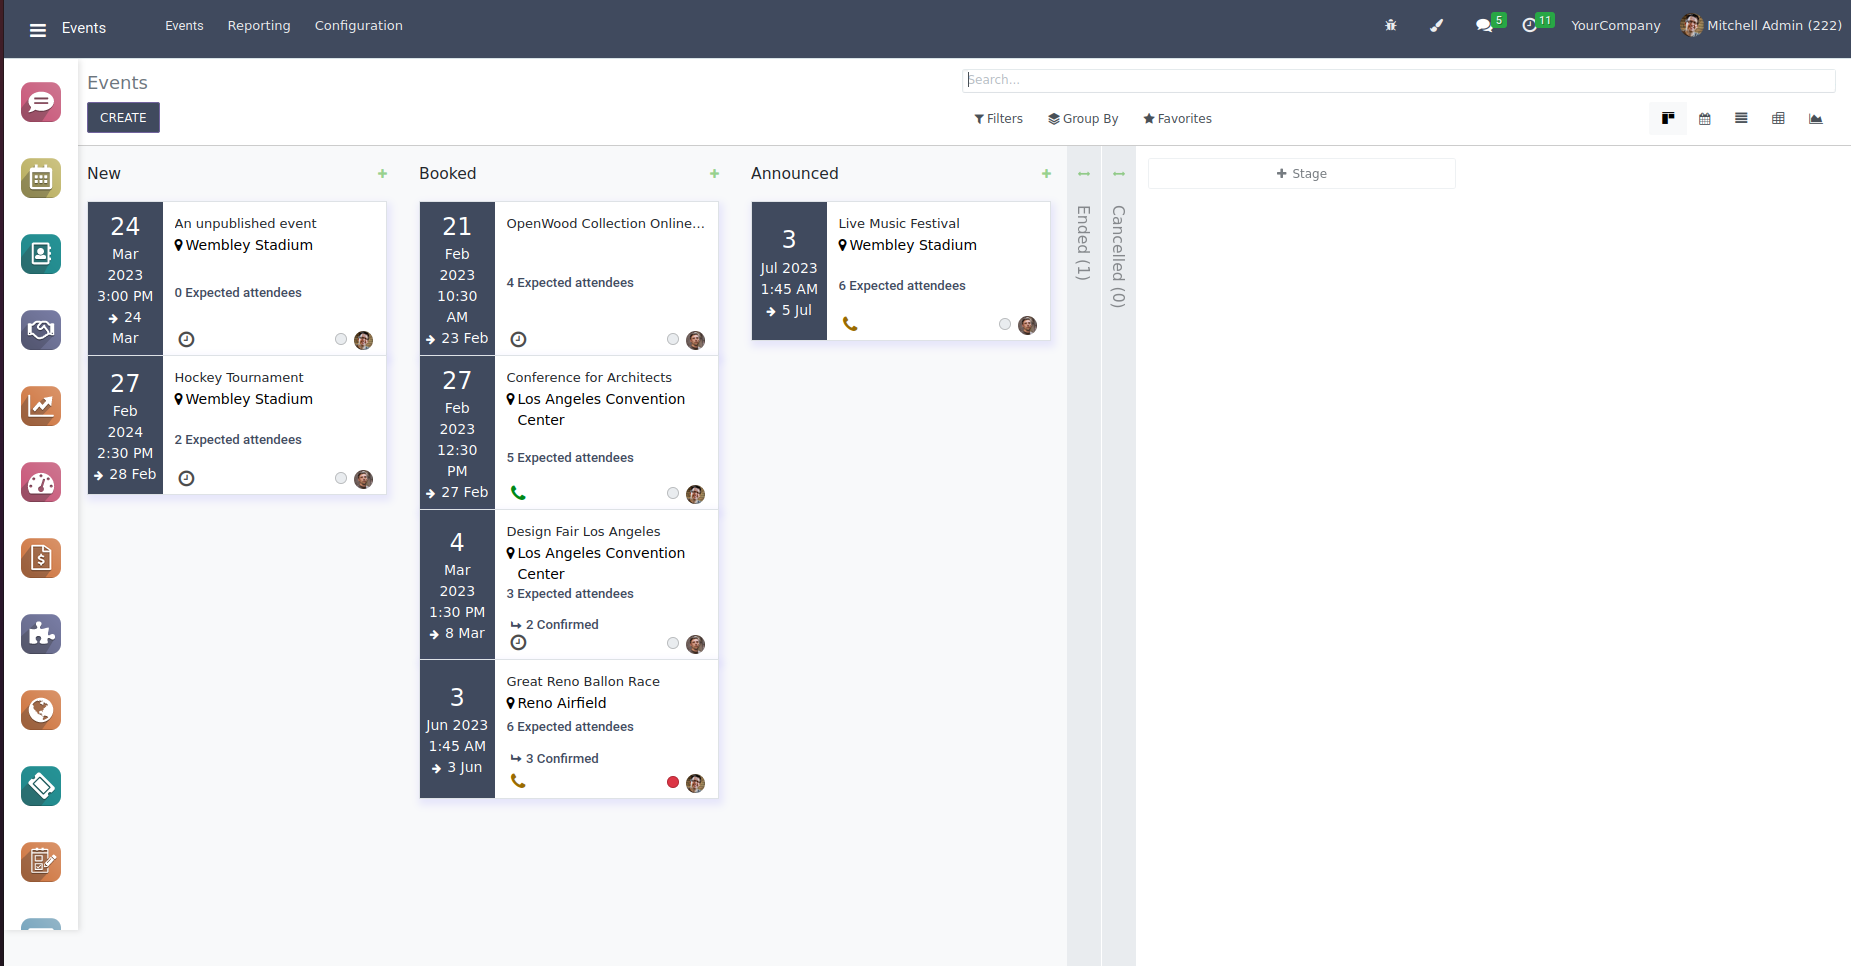 Events
Events
Reporting
Configuration
5
11
YourCompany
Mitchell Admin (222)
Events
Search...
CREATE
Filters
Group By
Favorites
New
24
Mar
2023
3:00 PM
24
Mar
An unpublished event
Wembley Stadium
0 Expected attendees
27
Feb
2024
2:30 PM
28 Feb
Hockey Tournament
Wembley Stadium
2 Expected attendees
Booked
21
Feb
2023
10:30
AM
23 Feb
OpenWood Collection Online...
4 Expected attendees
27
Feb
2023
12:30
PM
27 Feb
Conference for Architects
Los Angeles Convention
Center
5 Expected attendees
4
Mar
2023
1:30 PM
8 Mar
Design Fair Los Angeles
Los Angeles Convention
Center
3 Expected attendees
2 Confirmed
3
Jun 2023
1:45 AM
3 Jun
Great Reno Ballon Race
Reno Airfield
6 Expected attendees
3 Confirmed
Announced
3
Jul 2023
1:45 AM
5 Jul
Live Music Festival
Wembley Stadium
6 Expected attendees
Ended (1)
Cancelled (0)
Stage